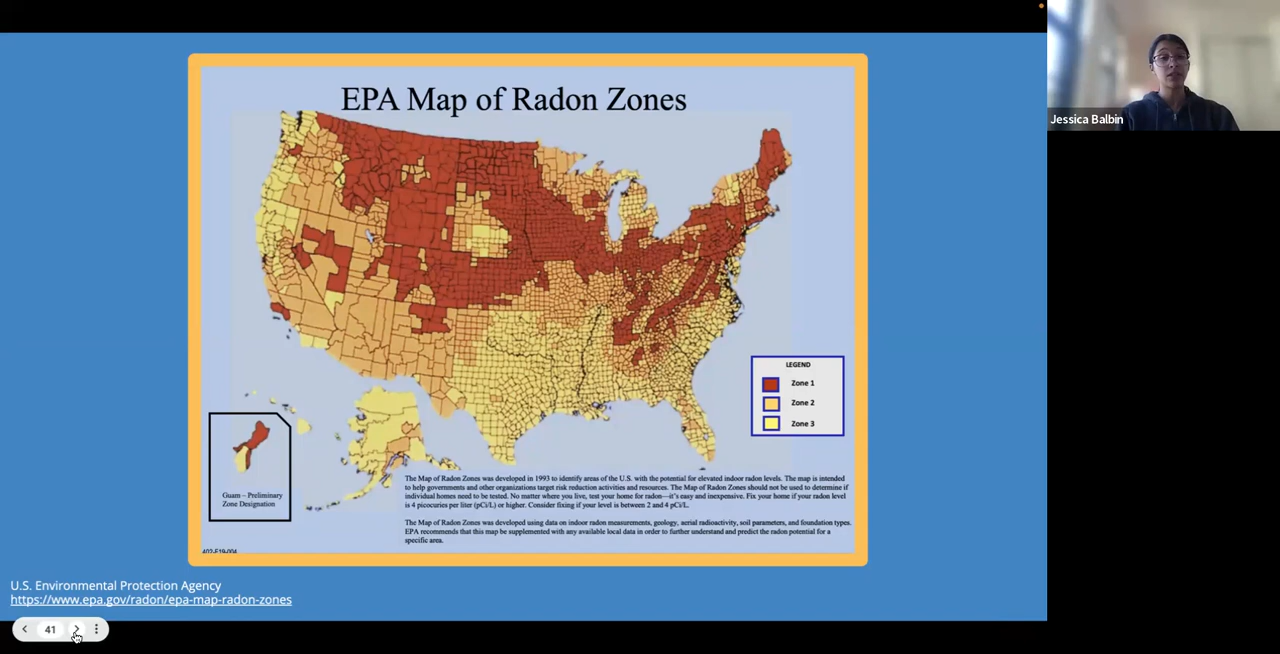 EPA Map of Radon Zones
Jessica Balbin
LEGEND
Zone 1
Zone 2
Zone 3
Guam – Preliminary
Zone Designation
The Map of Radon Zones was developed in 1993 to identify areas of the U.S. with the potential for elevated indoor radon levels. The map is intended
to help governments and other organizations target risk reduction activities and resources. The Map of Radon Zones should not be used to determine if
individual homes need to be tested. No matter where you live, test your home for radon—it's easy and inexpensive. Fix your home if your radon level
is 4 picocuries per liter (pCi/L) or higher. Consider fixing if your level is between 2 and 4 pCi/L.
The Map of Radon Zones was developed using data on indoor radon measurements, geology, aerial radioactivity, soil parameters, and foundation types.
EPA recommends that this map be supplemented with any available local data in order to further understand and predict the radon potential for a
specific area.
402-F19-004
U.S. Environmental Protection Agency
https://www.epa.gov/radon/epa-map-radon-zones
41